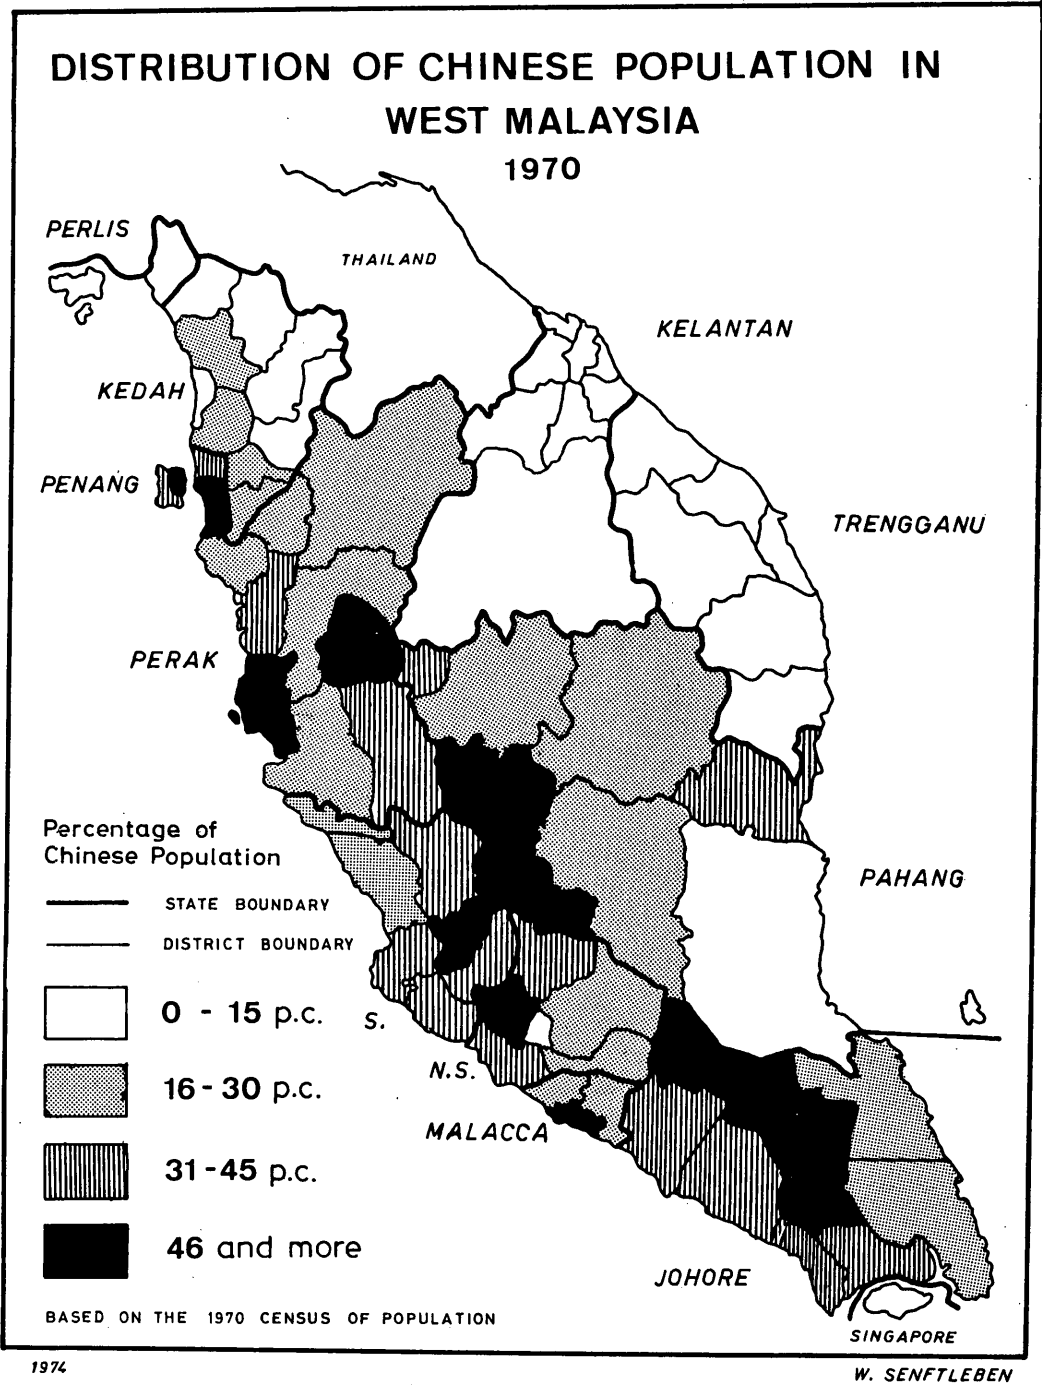 DISTRIBUTION OF CHINESE POPULATION IN
WEST MALAYSIA
1970
PERLIS
THAILAND
KELANTAN
KEDAH
PENANG
TRENGGANU
PERAK
Percentage of
Chinese Population
PAHANG
STATE BOUNDARY
DISTRICT BOUNDARY
0 - 15 p.c.
S.
16-30 p.c.
N.S.
MALACCA
31-45 p.c.
46 and more
JOHORE
BASED ON THE 1970 CENSUS OF POPULATION
SINGAPORE
1974
W. SENFTLEBEN